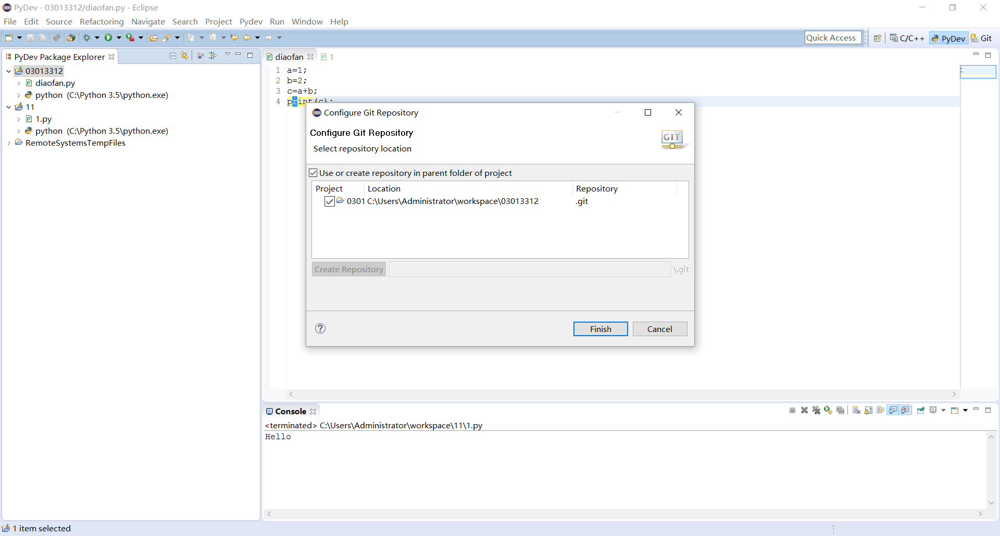 PyDev - 03013312/diaofan.py - Eclipse
File Edit Source Refactoring Navigate Search Project Pydev Run Window Help
Quick Access
C/C++
PyDev
Git
PyDev Package Explorer
03013312
diaofan.py
python (C:\Python 3.5\python.exe)
11
1.py
python (C:\Python 3.5\python.exe)
RemoteSystemsTempFiles
diaofan
1
1 a=1;
2 b=2;
3 c=a+b;
4 print(c);
Configure Git Repository
Configure Git Repository
GIT
Select repository location
Use or create repository in parent folder of project
Project Location Repository
0301 C:\Users\Administrator\workspace\03013312 .git
Create Repository \.git
?
Finish Cancel
Console
<terminated> C:\Users\Administrator\workspace\11\1.py
Hello
1 item selected